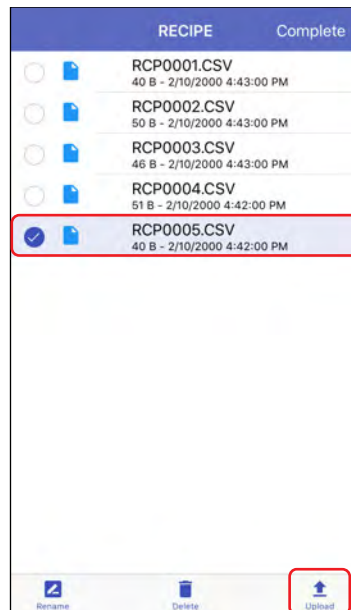 RECIPE Complete
RCP0001.CSV
40 B - 2/10/2000 4:43:00 PM
RCP0002.CSV
50 B - 2/10/2000 4:43:00 PM
RCP0003.CSV
46 B - 2/10/2000 4:43:00 PM
RCP0004.CSV
51 B - 2/10/2000 4:42:00 PM
RCP0005.CSV
40 B - 2/10/2000 4:42:00 PM
Rename Delete Upload